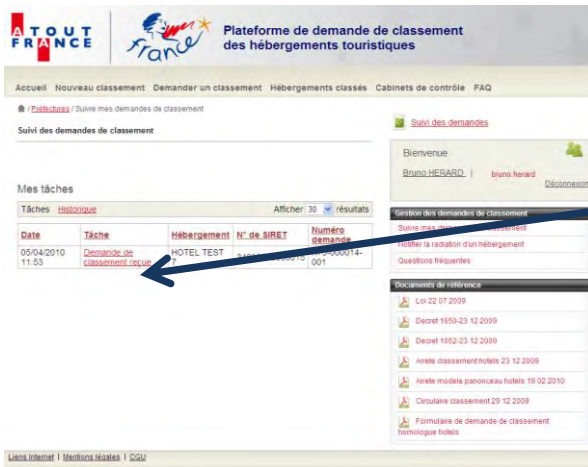 ATOUT
FRANCE
France
Plateforme de demande de classement
des hébergements touristiques
Accueil Nouveau classement Demander un classement Hébergements classés Cabinets de contrôle FAQ
/ Préfectures / Suivre mes demandes de classement
Suivi des demandes de classement
Mes tâches
Tâches Historique Afficher 30 résultats
Date Tâche Hébergement N° de SIRET Numéro
demande
05/04/2010 Demande de HOTEL TEST
11:53 classement reçue 7 001
Suivi des demandes
Bienvenue
Bruno HERARD | bruno.herard
Déconnexion
Gestion des demandes de classement
Suivre mes demandes de classement
Notifier la radiation d'un hébergement
Questions fréquentes
Documents de référence
Loi 22 07 2009
Decret 1650-23 12 2009
Decret 1652-23 12 2009
Arrete classement hotels 23 12 2009
Arrete modèle panonceau hotels 19 02 2010
Circulaire classement 29 12 2009
Formulaire de demande de classement
homologue hotels
Liens Internet | Mentions légales | CGU